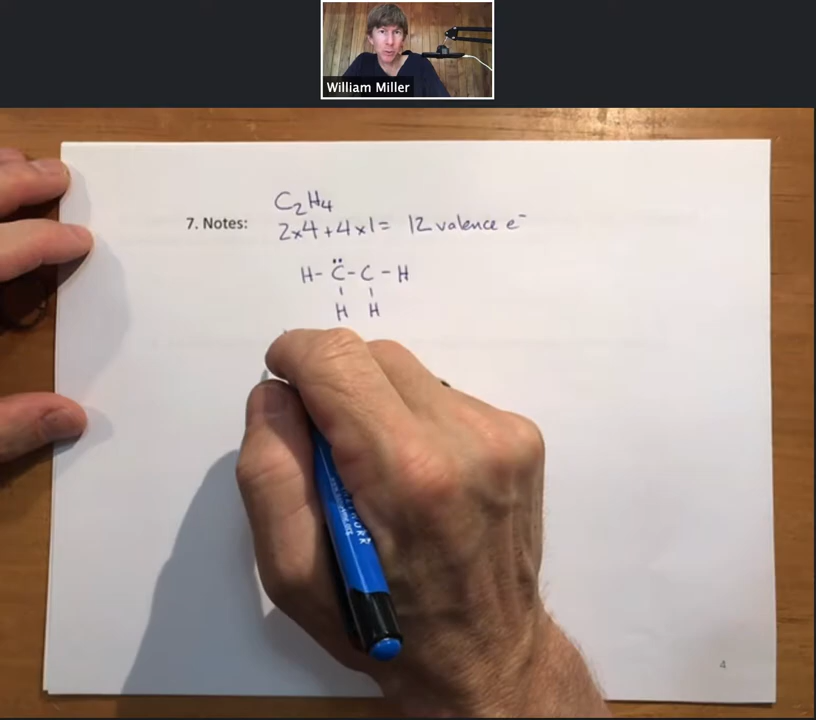 William Miller
C₂H₄
7. Notes: 2x4+4x1= 12 valence e⁻
H-C̈-C-H
H H
4